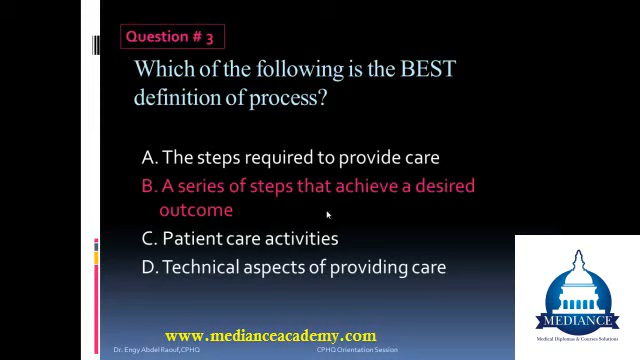 Question # 3
Which of the following is the BEST
definition of process?
A. The steps required to provide care
B. A series of steps that achieve a desired
outcome
C. Patient care activities
D. Technical aspects of providing care
MEDIANCE
Medical Diplomas & Courses Solutions
www.medianceacademy.com
Dr. Engy Abdel Raouf,CPHQ
CPHQ Orientation Session